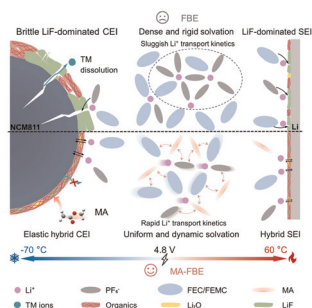 FBE
Brittle LiF-dominated CEI
Dense and rigid solvation
LiF-dominated SEI
Sluggish Li⁺ transport kinetics
TM
dissolution
NCM811
Li
MA
Rapid Li⁺ transport kinetics
Elastic hybrid CEI
Uniform and dynamic solvation
Hybrid SEI
-70 °C
4.8 V
60 °C
MA-FBE
Li⁺
PF₆⁻
FEC/FEMC
MA
TM ions
Organics
Li₂O
LiF